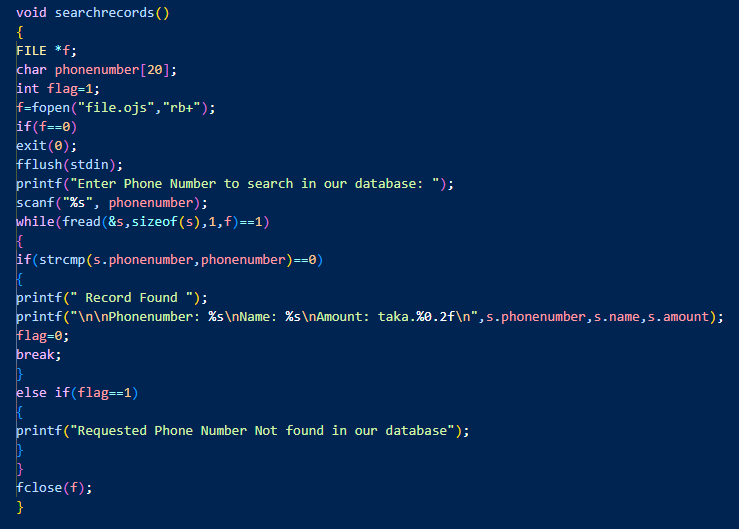 void searchrecords()
{
FILE *f;
char phonenumber[20];
int flag=1;
f=fopen("file.ojs","rb+");
if(f==0)
exit(0);
fflush(stdin);
printf("Enter Phone Number to search in our database: ");
scanf("%s", phonenumber);
while(fread(&s,sizeof(s),1,f)==1)
{
if(strcmp(s.phonenumber,phonenumber)==0)
{
printf(" Record Found ");
printf("\n\nPhonenumber: %s\nName: %s\nAmount: taka.%0.2f\n",s.phonenumber,s.name,s.amount);
flag=0;
break;
}
else if(flag==1)
{
printf("Requested Phone Number Not found in our database");
}
}
fclose(f);
}